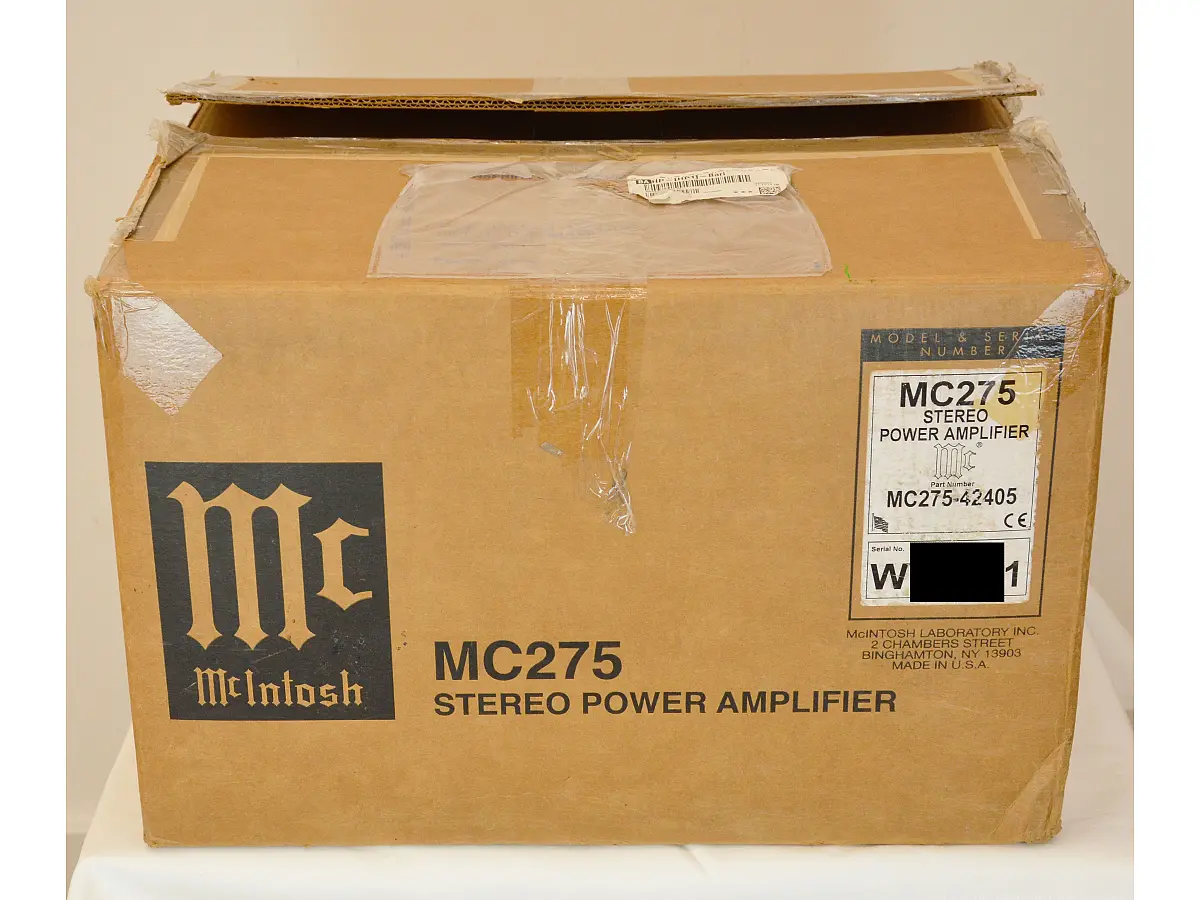 MODEL & SERIAL
NUMBER
MC275
STEREO
POWER AMPLIFIER
Mc®
Part Number
MC275-42405
CE
Serial No.
W 1
Mc
McIntosh
MC275
STEREO POWER AMPLIFIER
McINTOSH LABORATORY INC.
2 CHAMBERS STREET
BINGHAMTON, NY 13903
MADE IN U.S.A.